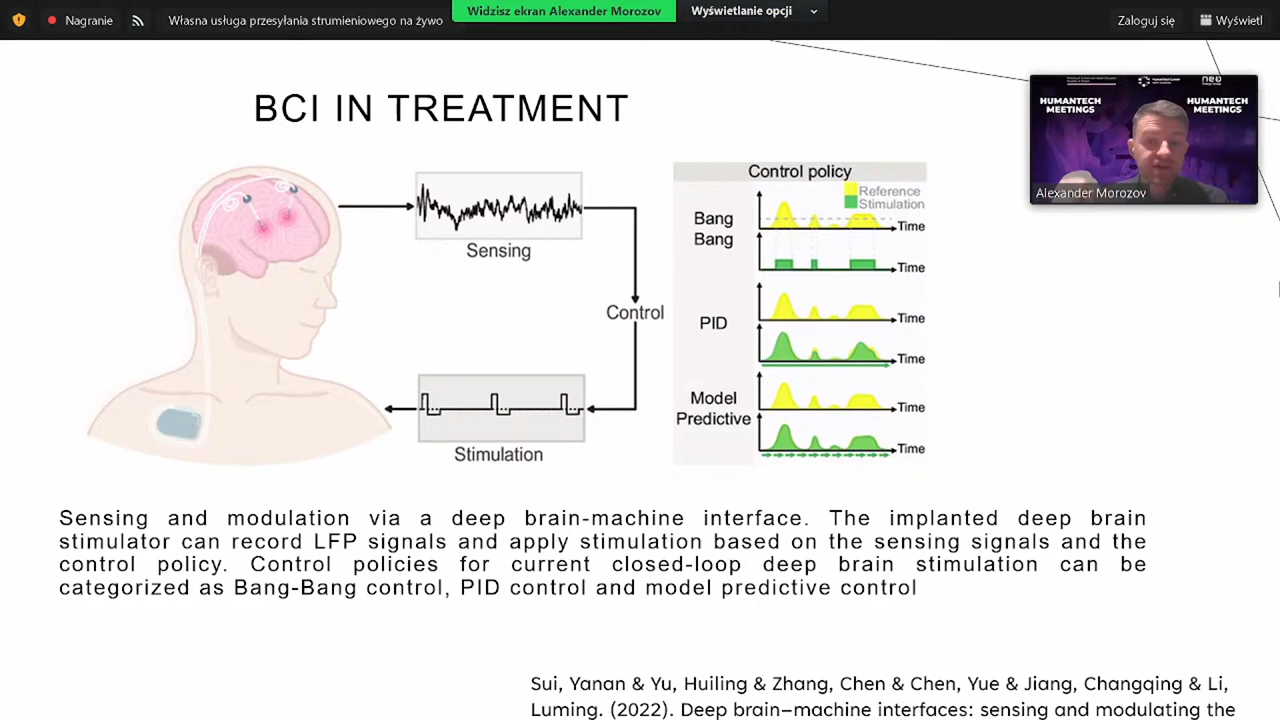 Nagranie
Własna usługa przesyłania strumieniowego na żywo
Widzisz ekran Alexander Morozov
Wyświetlanie opcji
Zaloguj się
Wyświetl
BCI IN TREATMENT
HUMANTECH
MEETINGS
HUMANTECH
MEETINGS
Alexander Morozov
Sensing
Control
Stimulation
Control policy
Reference
Stimulation
Bang
Bang
Time
Time
PID
Time
Time
Model
Predictive
Time
Time
Sensing and modulation via a deep brain-machine interface. The implanted deep brain
stimulator can record LFP signals and apply stimulation based on the sensing signals and the
control policy. Control policies for current closed-loop deep brain stimulation can be
categorized as Bang-Bang control, PID control and model predictive control
Sui, Yanan & Yu, Huiling & Zhang, Chen & Chen, Yue & Jiang, Changqing & Li,
Luming. (2022). Deep brain–machine interfaces: sensing and modulating the